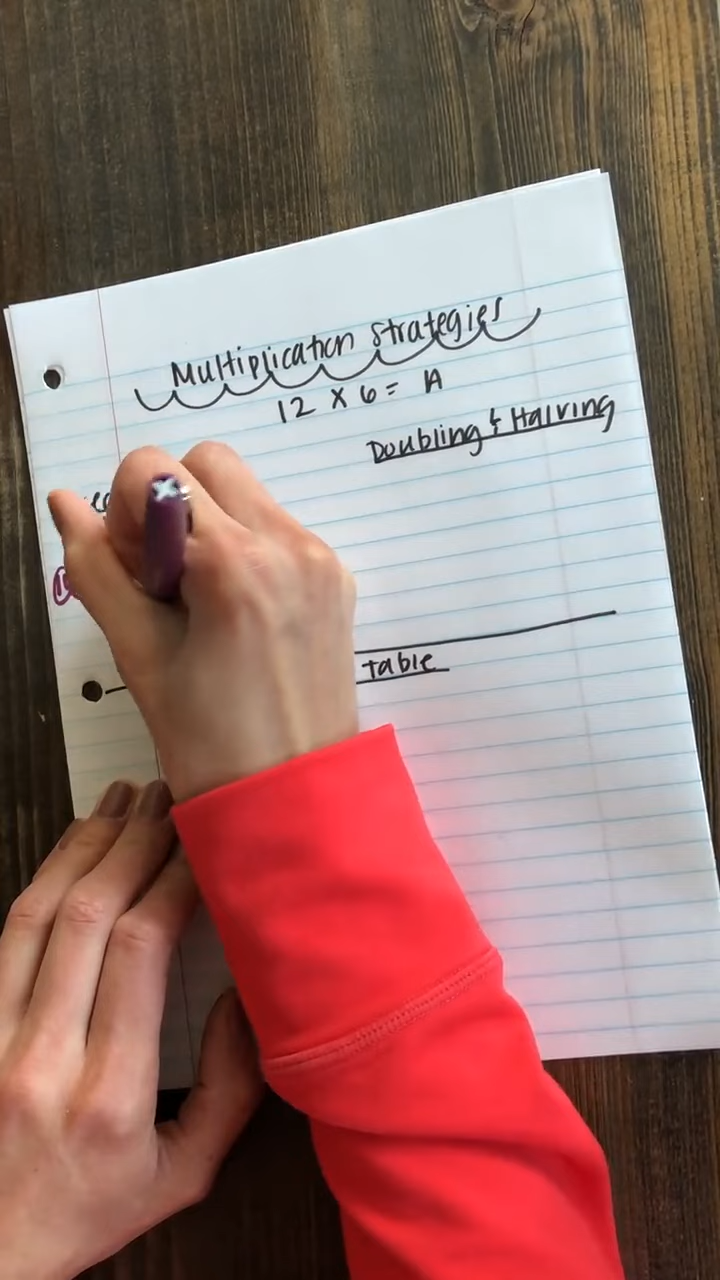 Multiplication Strategies
12 x 6 = A
Doubling & Halving
table